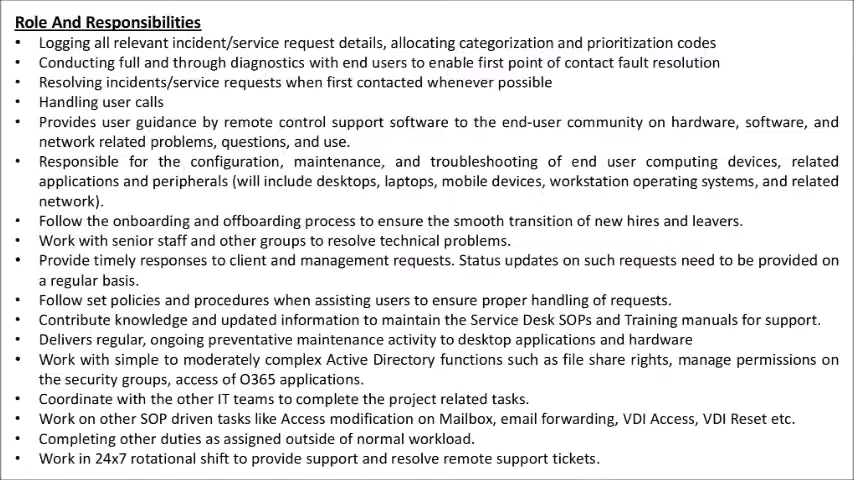 Role And Responsibilities
• Logging all relevant incident/service request details, allocating categorization and prioritization codes
• Conducting full and through diagnostics with end users to enable first point of contact fault resolution
• Resolving incidents/service requests when first contacted whenever possible
• Handling user calls
• Provides user guidance by remote control support software to the end-user community on hardware, software, and
network related problems, questions, and use.
• Responsible for the configuration, maintenance, and troubleshooting of end user computing devices, related
applications and peripherals (will include desktops, laptops, mobile devices, workstation operating systems, and related
network).
• Follow the onboarding and offboarding process to ensure the smooth transition of new hires and leavers.
• Work with senior staff and other groups to resolve technical problems.
• Provide timely responses to client and management requests. Status updates on such requests need to be provided on
a regular basis.
• Follow set policies and procedures when assisting users to ensure proper handling of requests.
• Contribute knowledge and updated information to maintain the Service Desk SOPs and Training manuals for support.
• Delivers regular, ongoing preventative maintenance activity to desktop applications and hardware
• Work with simple to moderately complex Active Directory functions such as file share rights, manage permissions on
the security groups, access of O365 applications.
• Coordinate with the other IT teams to complete the project related tasks.
• Work on other SOP driven tasks like Access modification on Mailbox, email forwarding, VDI Access, VDI Reset etc.
• Completing other duties as assigned outside of normal workload.
• Work in 24x7 rotational shift to provide support and resolve remote support tickets.